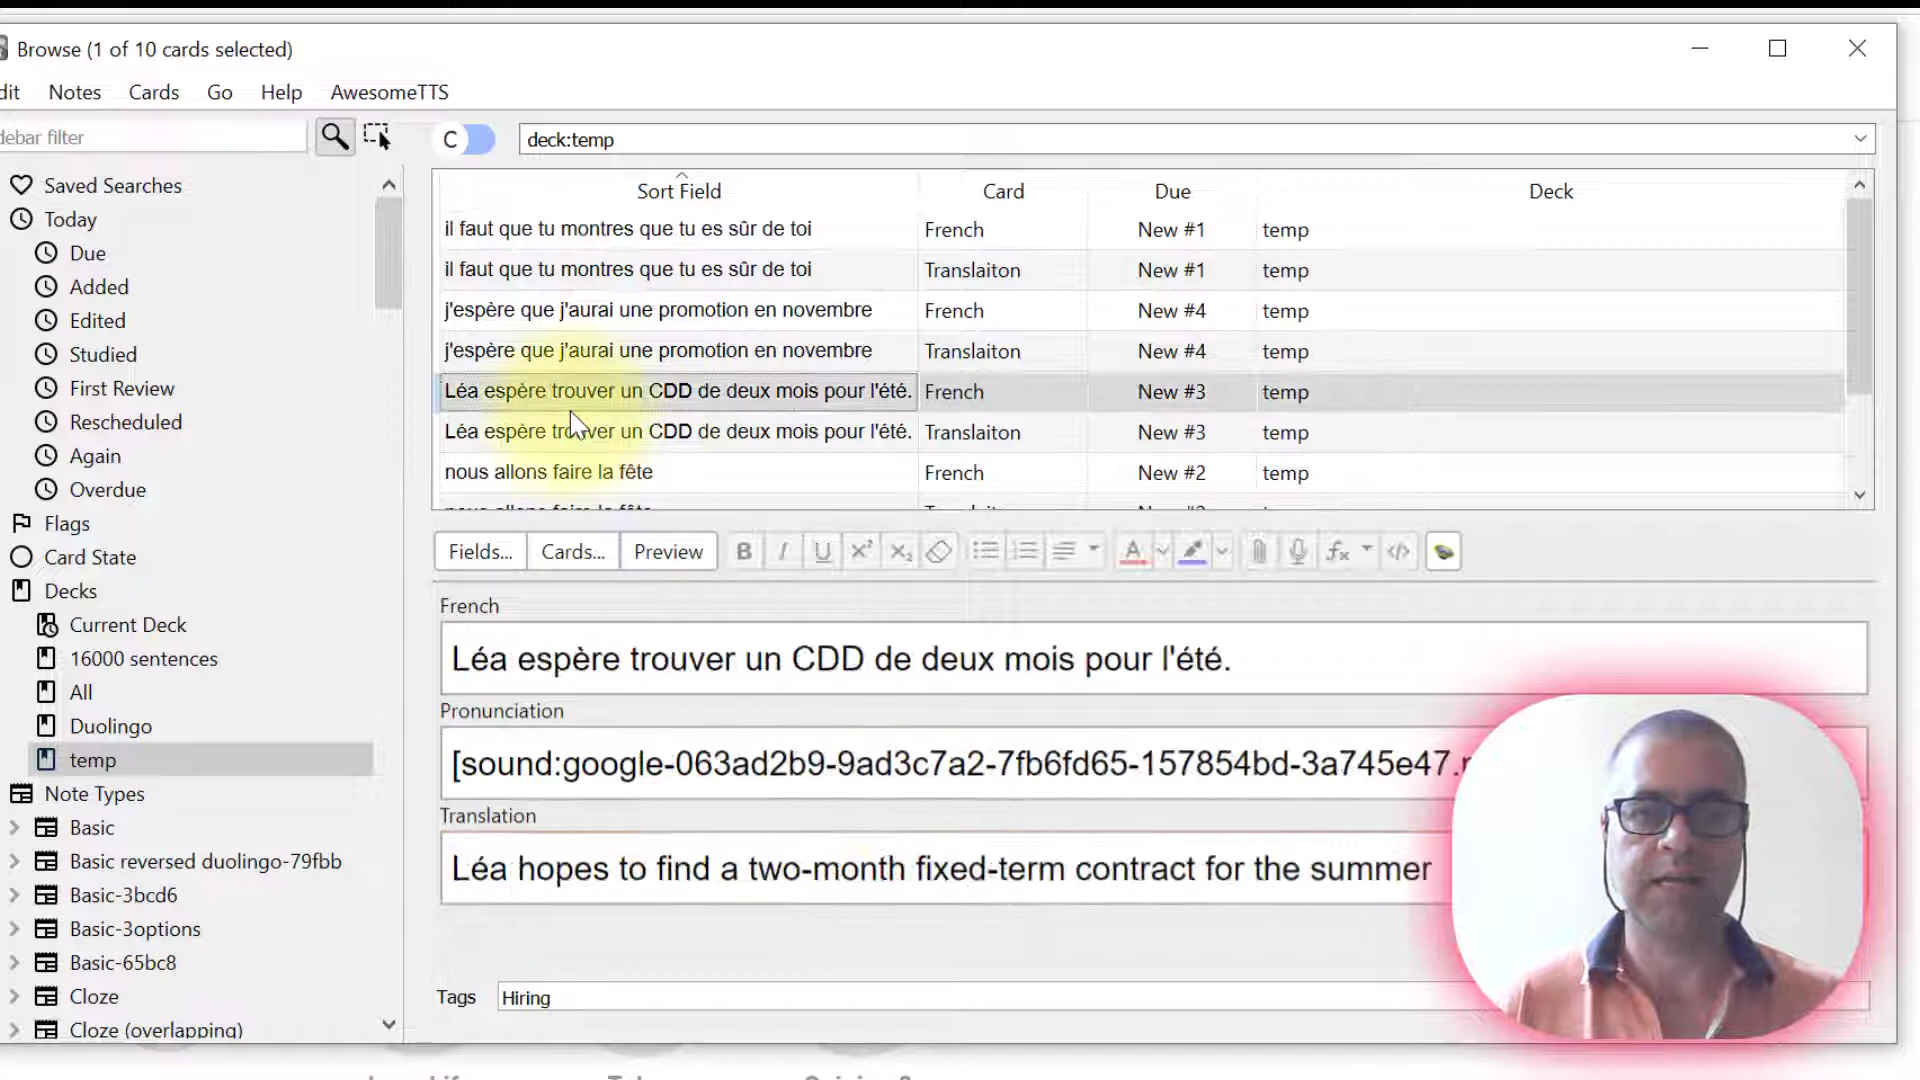 Browse (1 of 10 cards selected)
dit Notes Cards Go Help AwesomeTTS
debar filter
C
deck:temp
Saved Searches
Today
Due
Added
Edited
Studied
First Review
Rescheduled
Again
Overdue
Flags
Card State
Decks
Current Deck
16000 sentences
All
Duolingo
temp
Note Types
Basic
Basic reversed duolingo-79fbb
Basic-3bcd6
Basic-3options
Basic-65bc8
Cloze
Cloze (overlapping)
Sort Field Card Due Deck
il faut que tu montres que tu es sûr de toi French New #1 temp
il faut que tu montres que tu es sûr de toi Translaiton New #1 temp
j'espère que j'aurai une promotion en novembre French New #4 temp
j'espère que j'aurai une promotion en novembre Translaiton New #4 temp
Léa espère trouver un CDD de deux mois pour l'été. French New #3 temp
Léa espère trouver un CDD de deux mois pour l'été. Translaiton New #3 temp
nous allons faire la fête French New #2 temp
Fields... Cards... Preview B I U x² x₂ A fx </>
French
Léa espère trouver un CDD de deux mois pour l'été.
Pronunciation
[sound:google-063ad2b9-9ad3c7a2-7fb6fd65-157854bd-3a745e47.
Translation
Léa hopes to find a two-month fixed-term contract for the summer
Tags Hiring